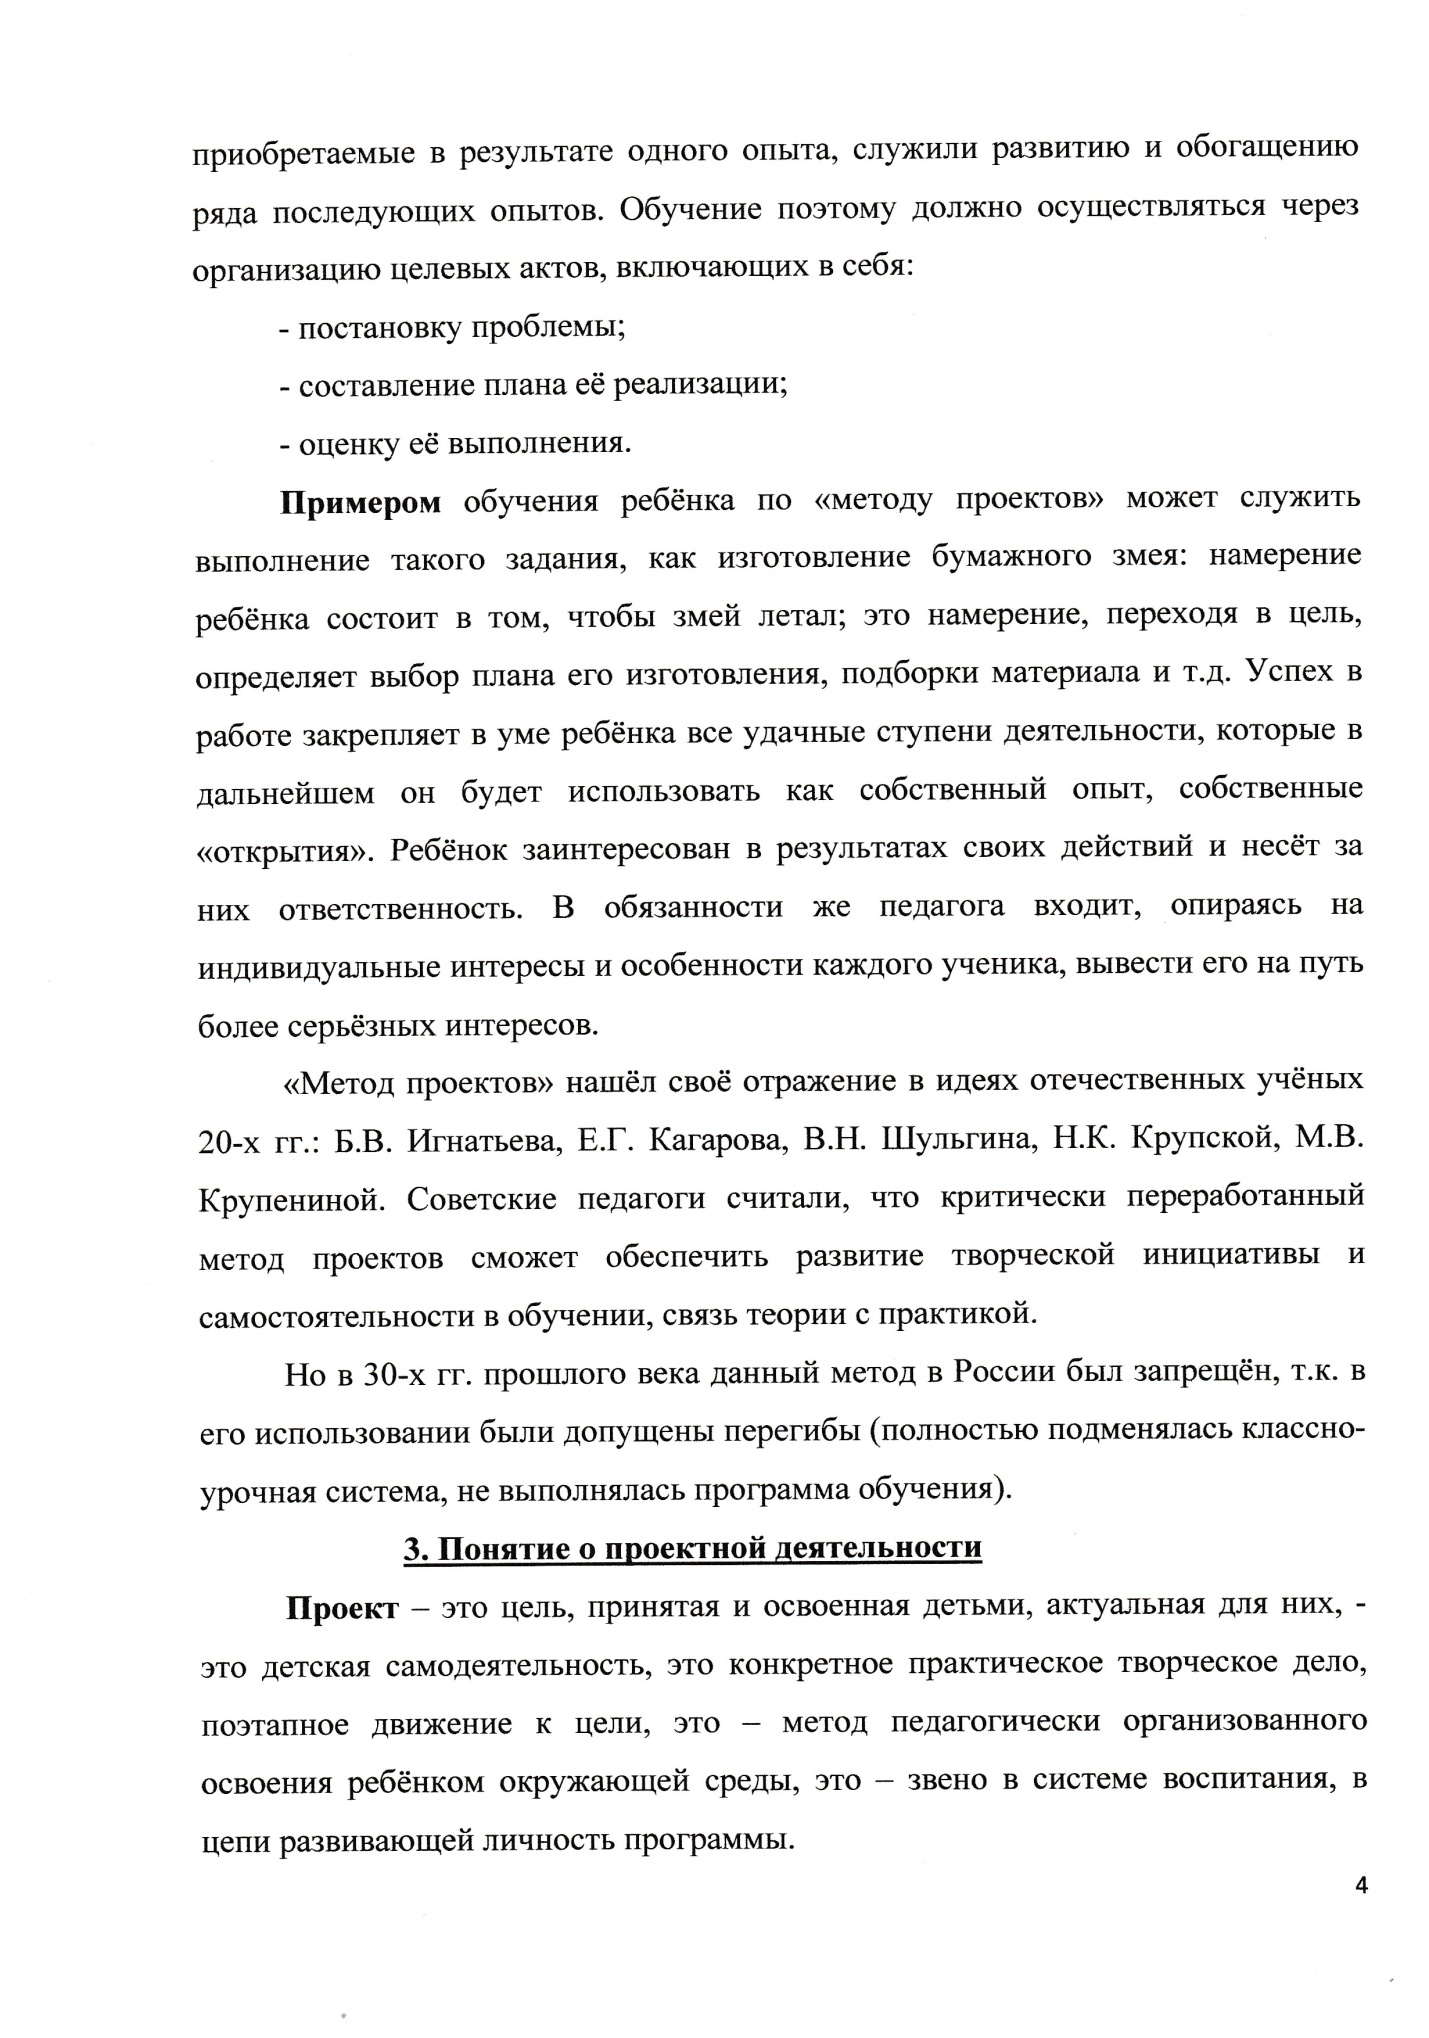 приобретаемые в результате одного опыта, служили развитию и обогащению
ряда последующих опытов. Обучение поэтому должно осуществляться через
организацию целевых актов, включающих в себя:
- постановку проблемы;
- составление плана её реализации;
- оценку её выполнения.
Примером обучения ребёнка по «методу проектов» может служить
выполнение такого задания, как изготовление бумажного змея: намерение
ребёнка состоит в том, чтобы змей летал; это намерение, переходя в цель,
определяет выбор плана его изготовления, подборки материала и т.д. Успех в
работе закрепляет в уме ребёнка все удачные ступени деятельности, которые в
дальнейшем он будет использовать как собственный опыт, собственные
«открытия». Ребёнок заинтересован в результатах своих действий и несёт за
них ответственность. В обязанности же педагога входит, опираясь на
индивидуальные интересы и особенности каждого ученика, вывести его на путь
более серьёзных интересов.
«Метод проектов» нашёл своё отражение в идеях отечественных учёных
20-х гг.: Б.В. Игнатьева, Е.Г. Кагарова, В.Н. Шульгина, Н.К. Крупской, М.В.
Крупениной. Советские педагоги считали, что критически переработанный
метод проектов сможет обеспечить развитие творческой инициативы и
самостоятельности в обучении, связь теории с практикой.
Но в 30-х гг. прошлого века данный метод в России был запрещён, т.к. в
его использовании были допущены перегибы (полностью подменялась классно-
урочная система, не выполнялась программа обучения).
3. Понятие о проектной деятельности
Проект – это цель, принятая и освоенная детьми, актуальная для них, -
это детская самодеятельность, это конкретное практическое творческое дело,
поэтапное движение к цели, это – метод педагогически организованного
освоения ребёнком окружающей среды, это – звено в системе воспитания, в
цепи развивающей личность программы.
4